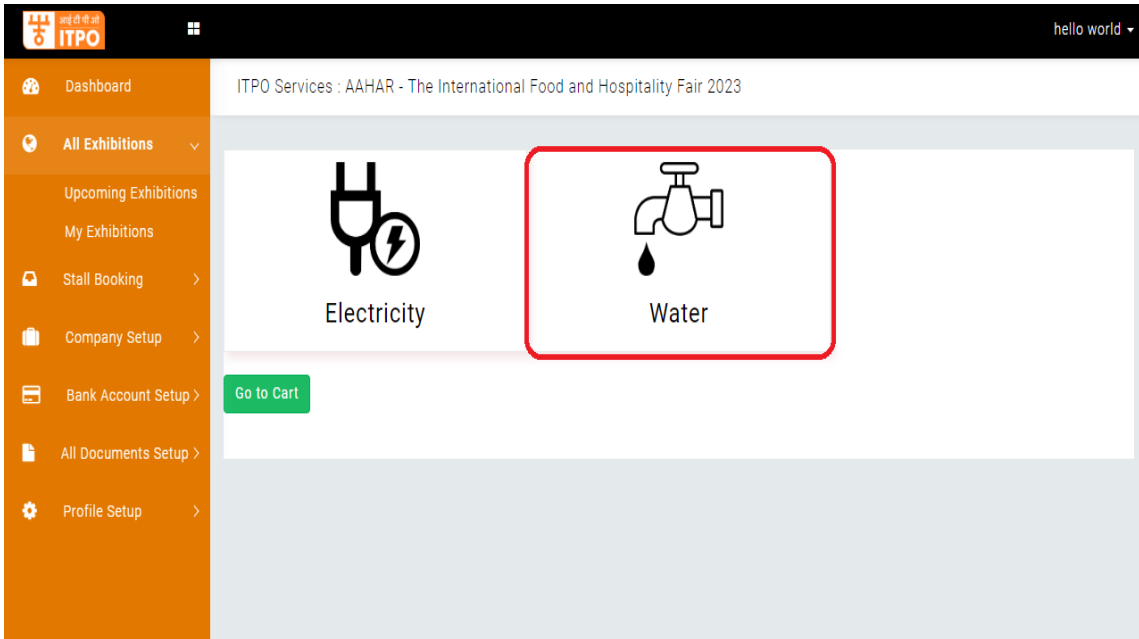 आई टी पी ओ
ITPO
hello world
Dashboard
ITPO Services : AAHAR - The International Food and Hospitality Fair 2023
All Exhibitions
Upcoming Exhibitions
My Exhibitions
Stall Booking
Company Setup
Bank Account Setup
All Documents Setup
Profile Setup
Electricity
Water
Go to Cart